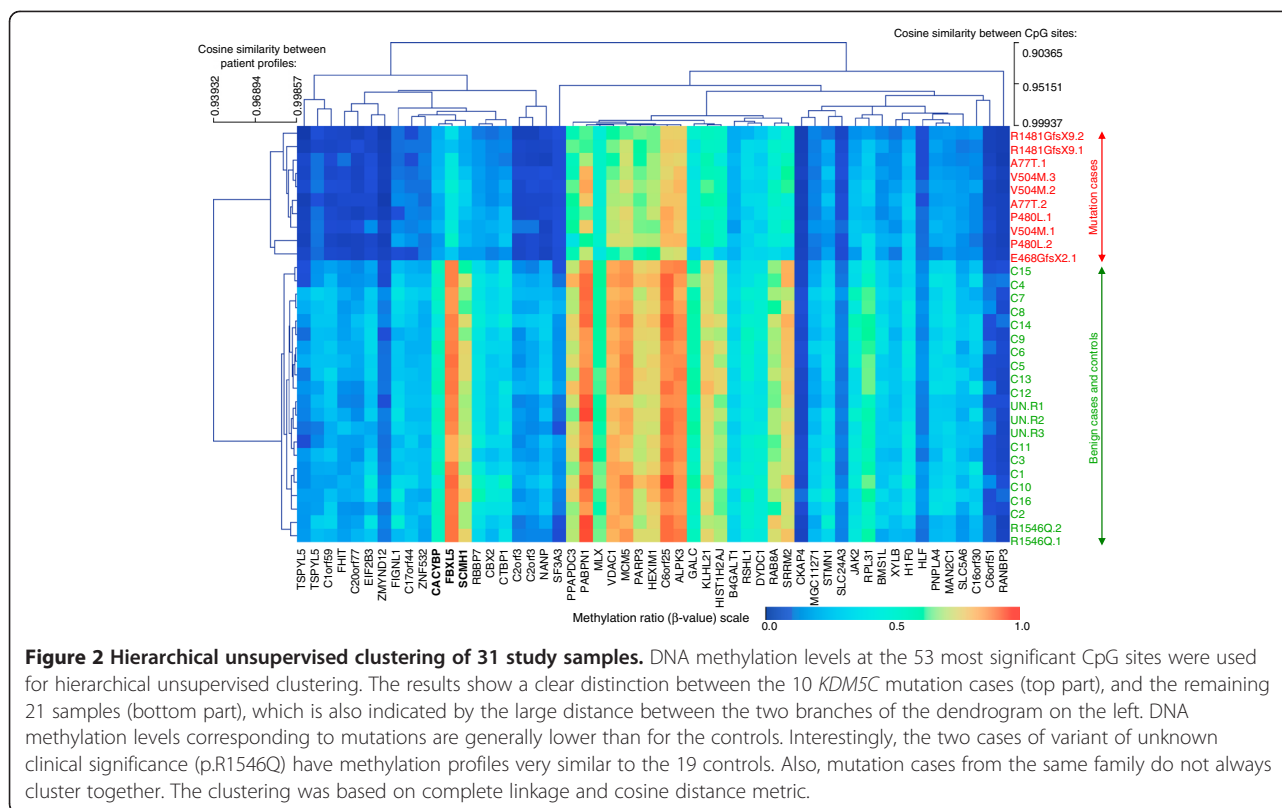 Cosine similarity between
patient profiles:
0.93932
0.96894
0.99857
Cosine similarity between CpG sites:
0.90365
0.95151
0.99937
R1481GfsX9.2
R1481GfsX9.1
A77T.1
V504M.3
V504M.2
A77T.2
P480L.1
V504M.1
P480L.2
E468GfsX2.1
Mutation cases
C15
C4
C7
C8
C14
C9
C6
C5
C13
C12
UN.R1
UN.R2
UN.R3
C11
C3
C1
C10
C16
C2
R1546Q.2
R1546Q.1
Benign cases and controls
TSPYL5
TSPYL5
C1orf59
FHIT
C20orf77
EIF2B3
ZMYND12
FIGNL1
C17orf44
ZNF532
CACYBP
FBXL5
SCMH1
RBBP7
CBX2
CTBP1
C2orf3
C2orf3
NANP
SF3A3
PPAPDC3
PABPN1
MLX
VDAC1
MCM5
PARP3
HEXIM1
C6orf25
ALPK3
GALC
KLHL21
HIST1H2AJ
B4GALT1
RSHL1
DYDC1
RAB8A
SRRM2
CKAP4
MGC11271
STMN1
SLC24A3
JAK2
RPL31
BMS1L
XYLB
H1F0
HLF
PNPLA4
MAN2C1
SLC5A6
C16orf30
C6orf51
RANBP3
Methylation ratio (β-value) scale
0.0
0.5
1.0
Figure 2 Hierarchical unsupervised clustering of 31 study samples. DNA methylation levels at the 53 most significant CpG sites were used
for hierarchical unsupervised clustering. The results show a clear distinction between the 10 KDM5C mutation cases (top part), and the remaining
21 samples (bottom part), which is also indicated by the large distance between the two branches of the dendrogram on the left. DNA
methylation levels corresponding to mutations are generally lower than for the controls. Interestingly, the two cases of variant of unknown
clinical significance (p.R1546Q) have methylation profiles very similar to the 19 controls. Also, mutation cases from the same family do not always
cluster together. The clustering was based on complete linkage and cosine distance metric.